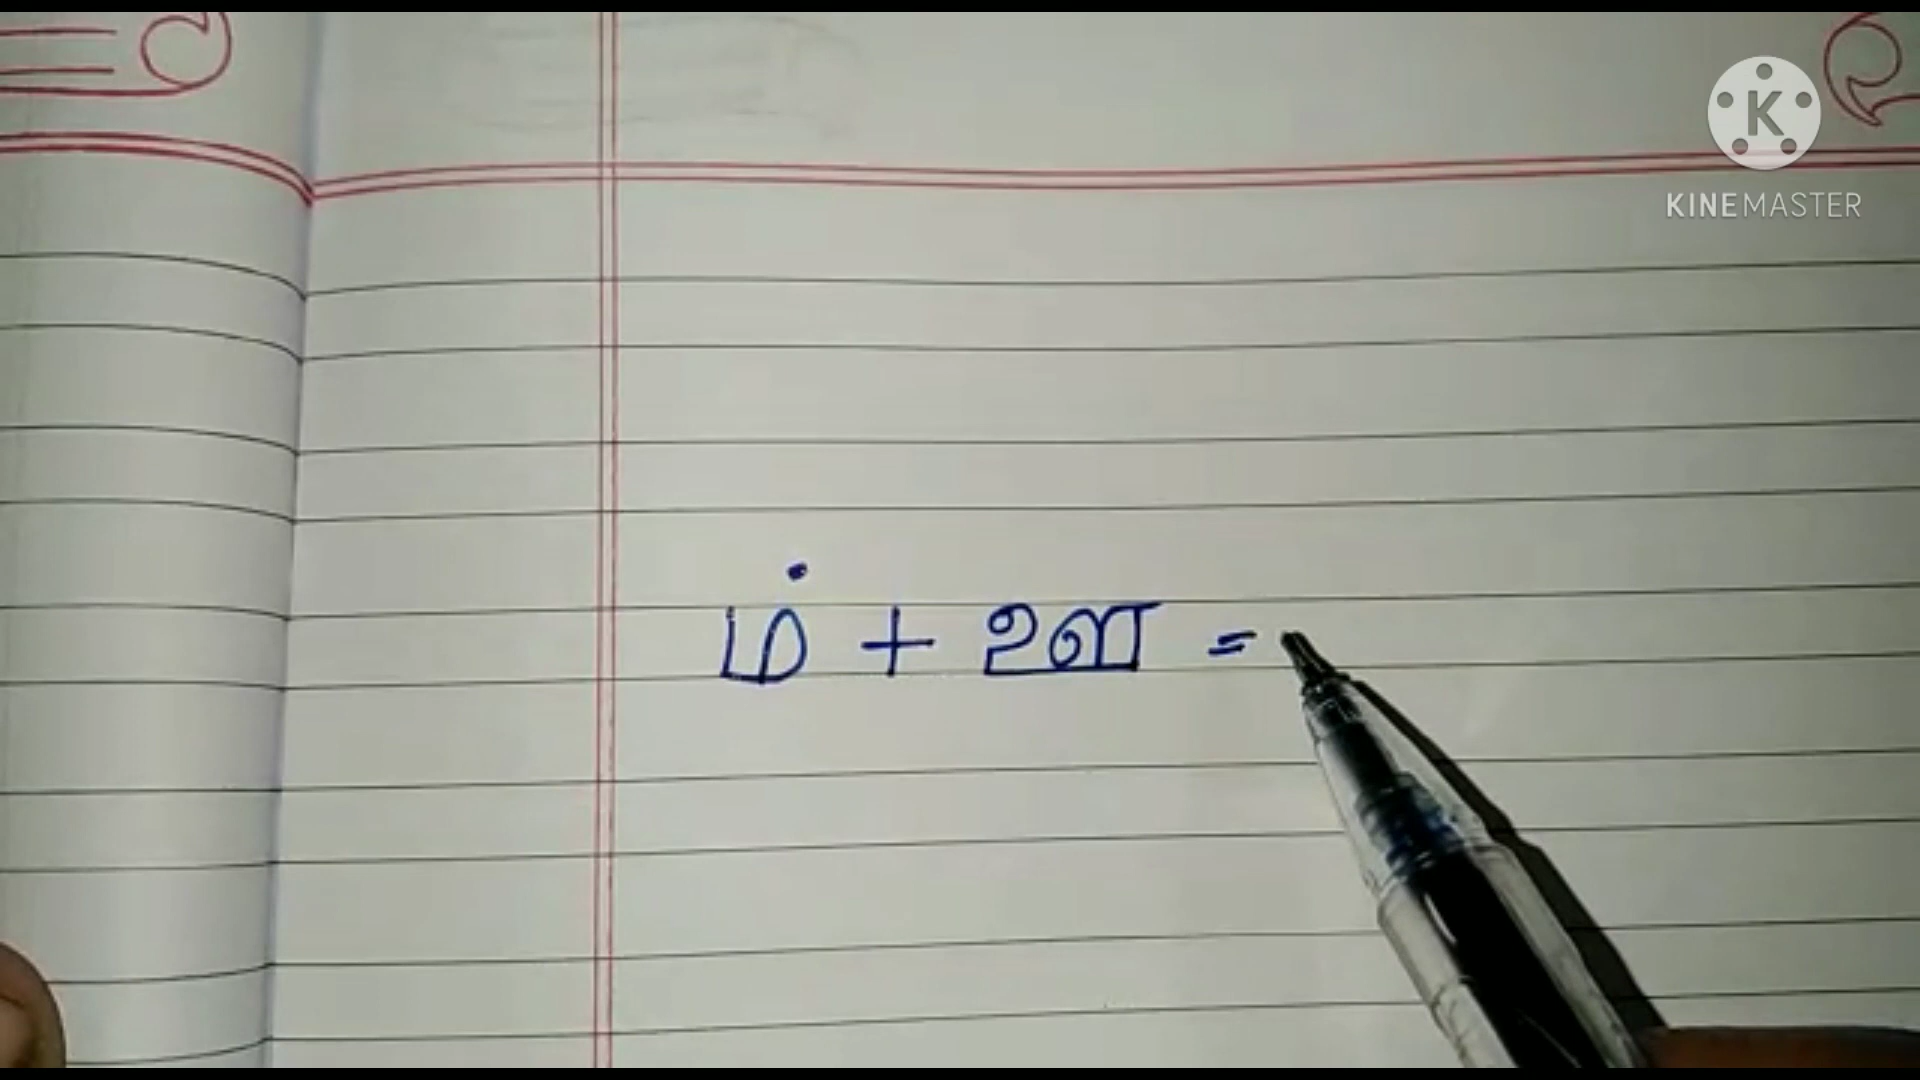 K
KINEMASTER
ம் + ஊ =